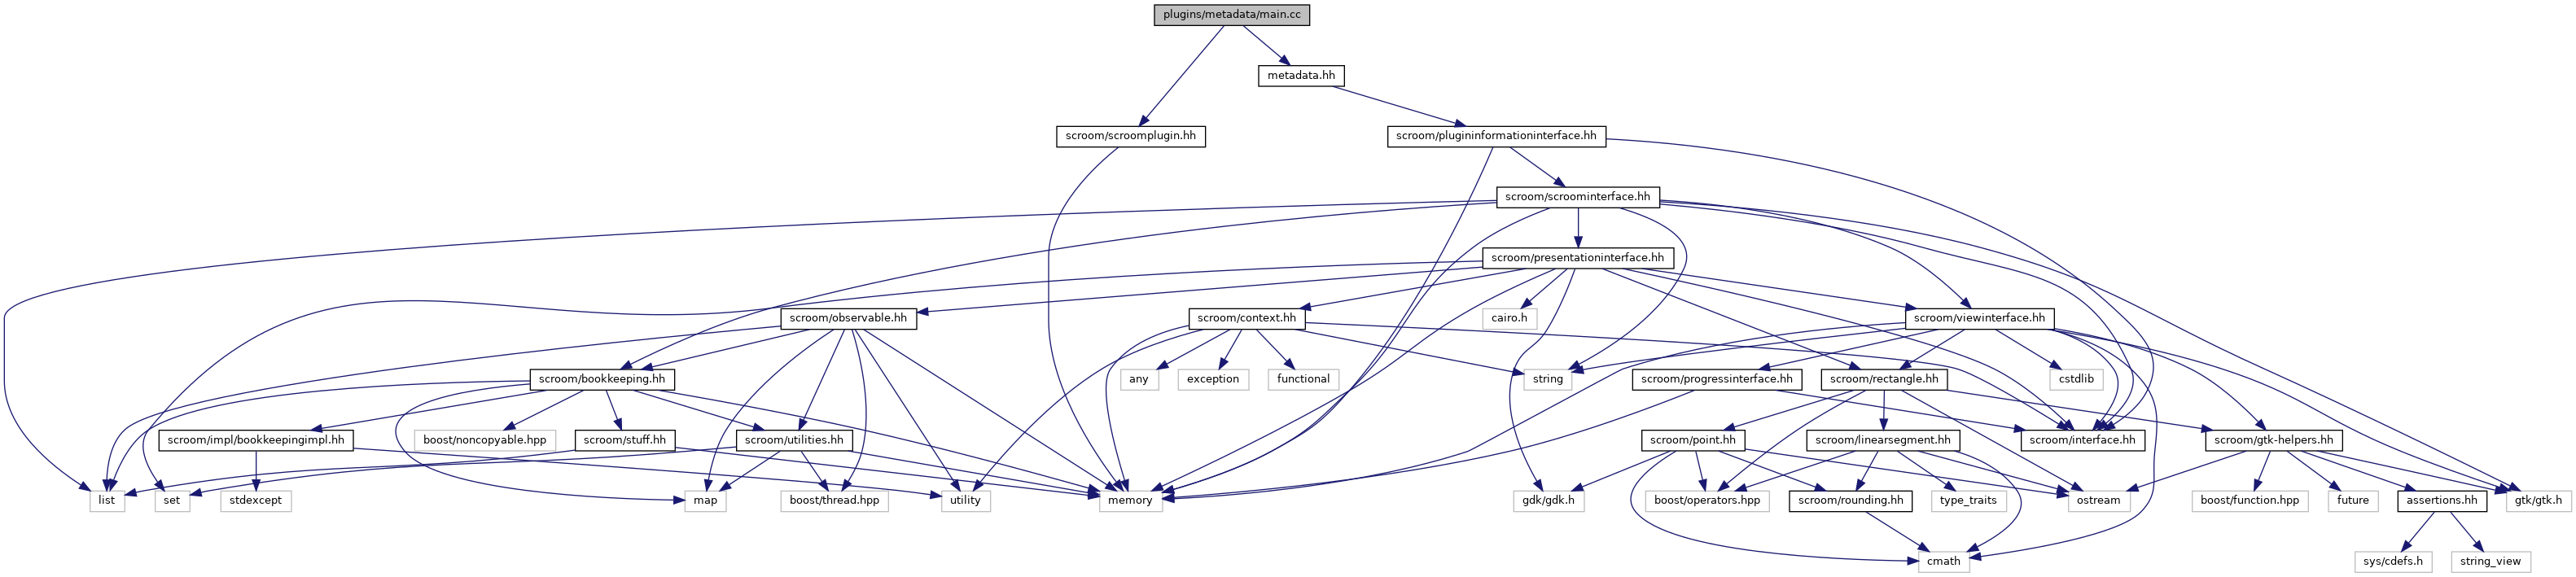 plugins/metadata/main.cc
metadata.hh
scroom/scroomplugin.hh
scroom/plugininformationinterface.hh
scroom/scroominterface.hh
scroom/presentationinterface.hh
scroom/observable.hh
scroom/context.hh
cairo.h
scroom/viewinterface.hh
scroom/bookkeeping.hh
any
exception
functional
string
scroom/progressinterface.hh
scroom/rectangle.hh
cstdlib
scroom/impl/bookkeepingimpl.hh
boost/noncopyable.hpp
scroom/stuff.hh
scroom/utilities.hh
scroom/point.hh
scroom/linearsegment.hh
scroom/interface.hh
scroom/gtk-helpers.hh
list
set
stdexcept
map
boost/thread.hpp
utility
memory
gdk/gdk.h
boost/operators.hpp
scroom/rounding.hh
type_traits
ostream
boost/function.hpp
future
assertions.hh
gtk/gtk.h
cmath
sys/cdefs.h
string_view